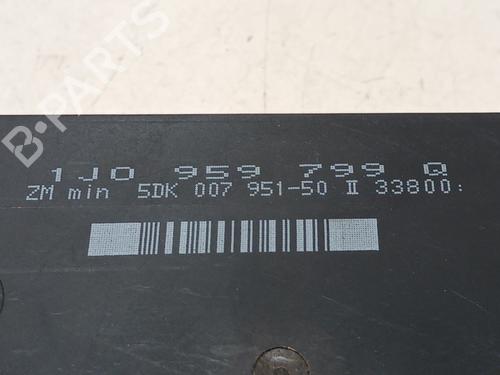 B-PARTS
1J0 959 799 Q
ZM min 5DK 007 951-50 II 33800: